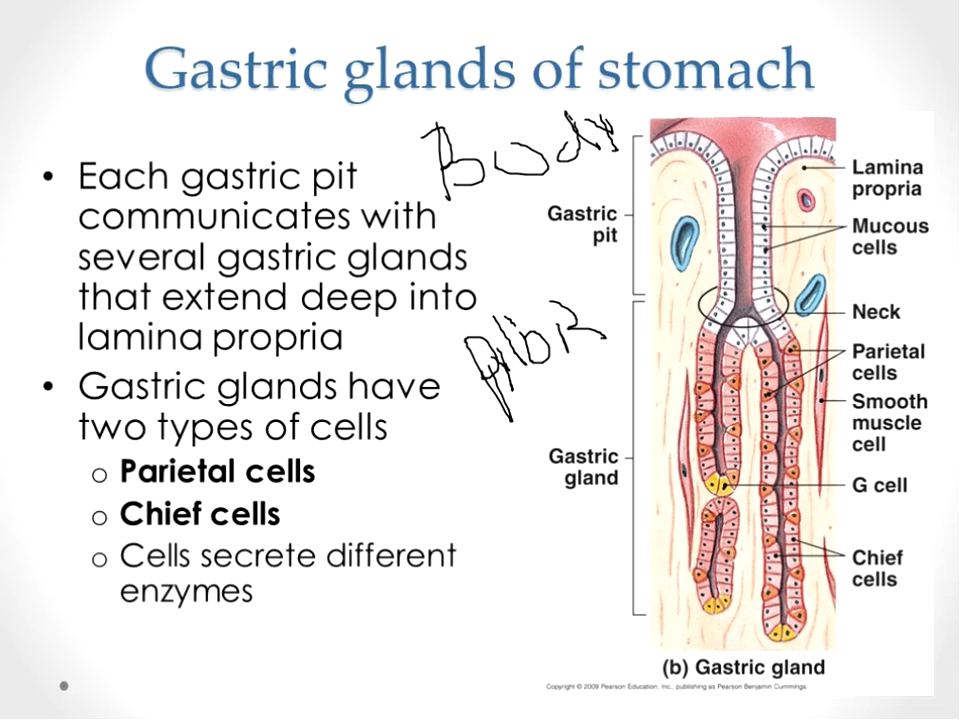 Gastric glands of stomach
• Each gastric pit
communicates with
several gastric glands
that extend deep into
lamina propria
• Gastric glands have
two types of cells
o Parietal cells
o Chief cells
o Cells secrete different
enzymes
Body
Gastric
pit
Gastric
gland
Lamina
propria
Mucous
cells
Neck
Parietal
cells
Smooth
muscle
cell
G cell
Chief
cells
(b) Gastric gland
Copyright © 2009 Pearson Education, Inc., publishing as Pearson Benjamin Cummings.